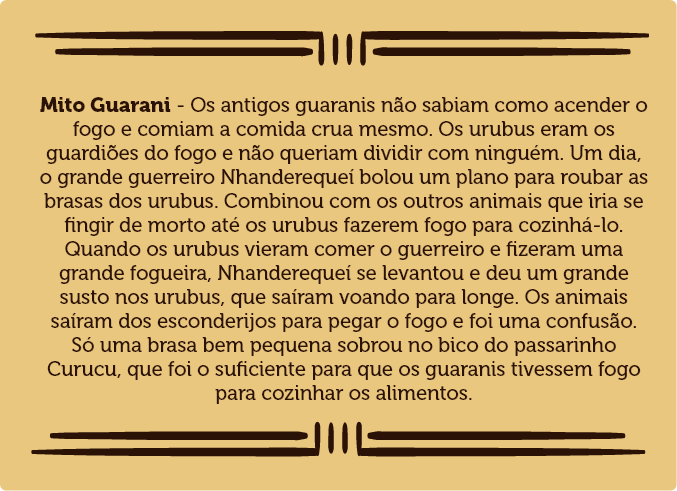 Mito Guarani - Os antigos guaranis não sabiam como acender o
fogo e comiam a comida crua mesmo. Os urubus eram os
guardiões do fogo e não queriam dividir com ninguém. Um dia,
o grande guerreiro Nhanderequeí bolou um plano para roubar as
brasas dos urubus. Combinou com os outros animais que iria se
fingir de morto até os urubus fazerem fogo para cozinhá-lo.
Quando os urubus vieram comer o guerreiro e fizeram uma
grande fogueira, Nhanderequeí se levantou e deu um grande
susto nos urubus, que saíram voando para longe. Os animais
saíram dos esconderijos para pegar o fogo e foi uma confusão.
Só uma brasa bem pequena sobrou no bico do passarinho
Curucu, que foi o suficiente para que os guaranis tivessem fogo
para cozinhar os alimentos.